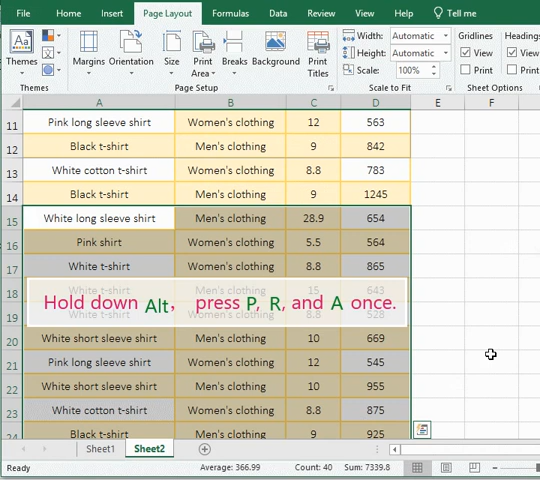 File Home Insert Page Layout Formulas Data Review View Help Tell me
Themes Margins Orientation Size Print Area Breaks Background Print Titles Width: Automatic Gridlines Headings
Height: Automatic View View
Scale: 100% Print Print
Themes Page Setup Scale to Fit Sheet Options
A B C D E F
11 Pink long sleeve shirt Women's clothing 12 563
12 Black t-shirt Men's clothing 9 842
13 White cotton t-shirt Women's clothing 8.8 783
14 Black t-shirt Men's clothing 9 1245
15 White long sleeve shirt Men's clothing 28.9 654
16 Pink shirt Women's clothing 5.5 564
17 White t-shirt Women's clothing 8.8 865
18 White t-shirt Men's clothing 15 643
Hold down Alt, press P, R, and A once.
19 White t-shirt Women's clothing 8.8 528
20 White short sleeve shirt Men's clothing 10 669
21 Pink long sleeve shirt Women's clothing 12 545
22 White short sleeve shirt Men's clothing 10 955
23 White cotton t-shirt Women's clothing 8.8 875
24 Black t-shirt Men's clothing 9 925
Sheet1 Sheet2
Ready Average: 366.99 Count: 40 Sum: 7339.8